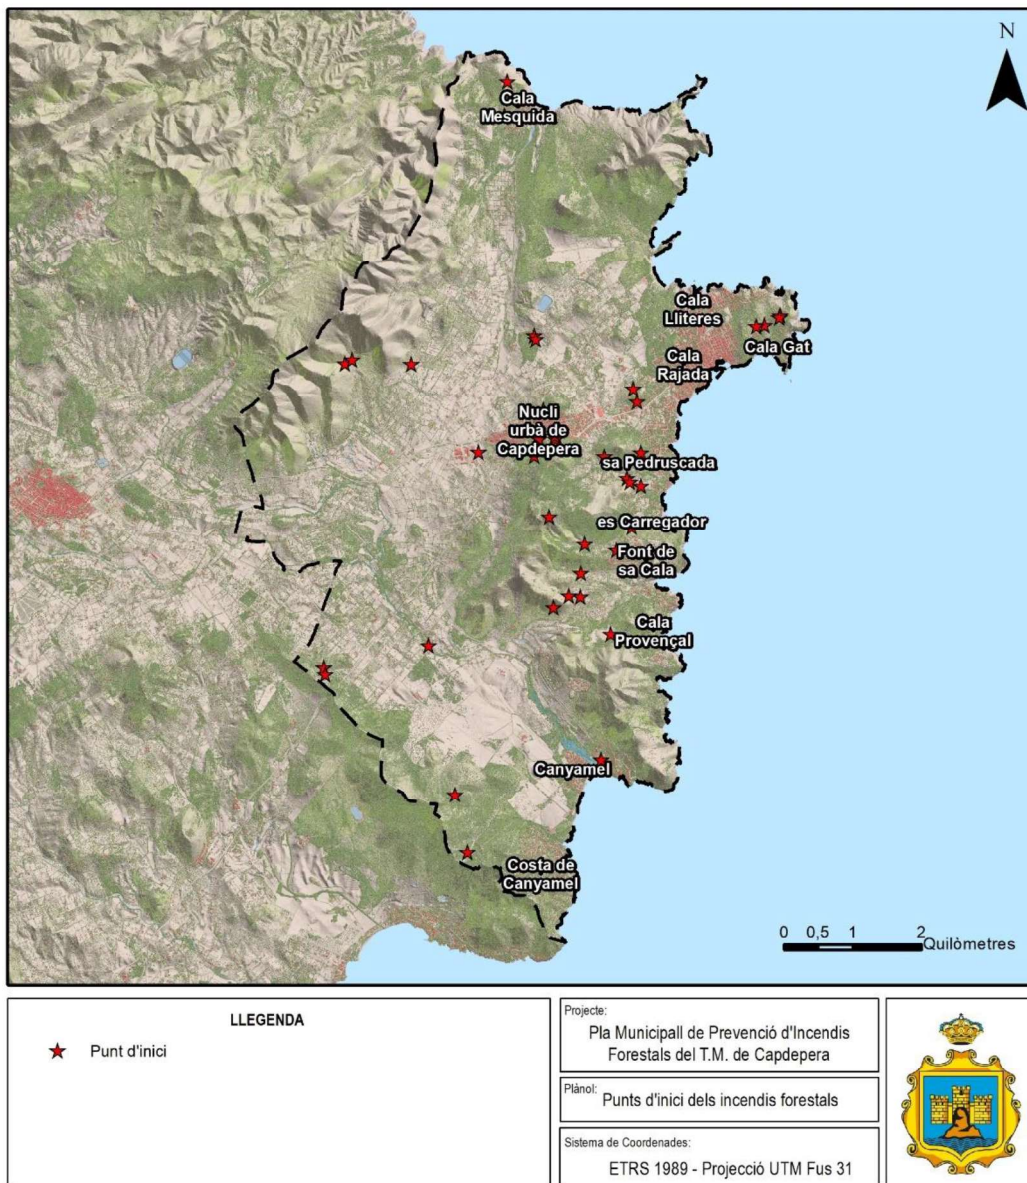 N
Cala
Mesquida
Cala
Lliteres
Cala Gat
Cala
Rajada
Nucli
urbà de
Capdepera
sa Pedruscada
es Carregador
Font de
sa Cala
Cala
Provençal
Canyamel
Costa de
Canyamel
0 0,5 1 2
Quilòmetres
LLEGENDA
Punt d'inici
Projecte:
Pla Municipall de Prevenció d'Incendis
Forestals del T.M. de Capdepera
Plànol:
Punts d'inici dels incendis forestals
Sistema de Coordenades:
ETRS 1989 - Projecció UTM Fus 31